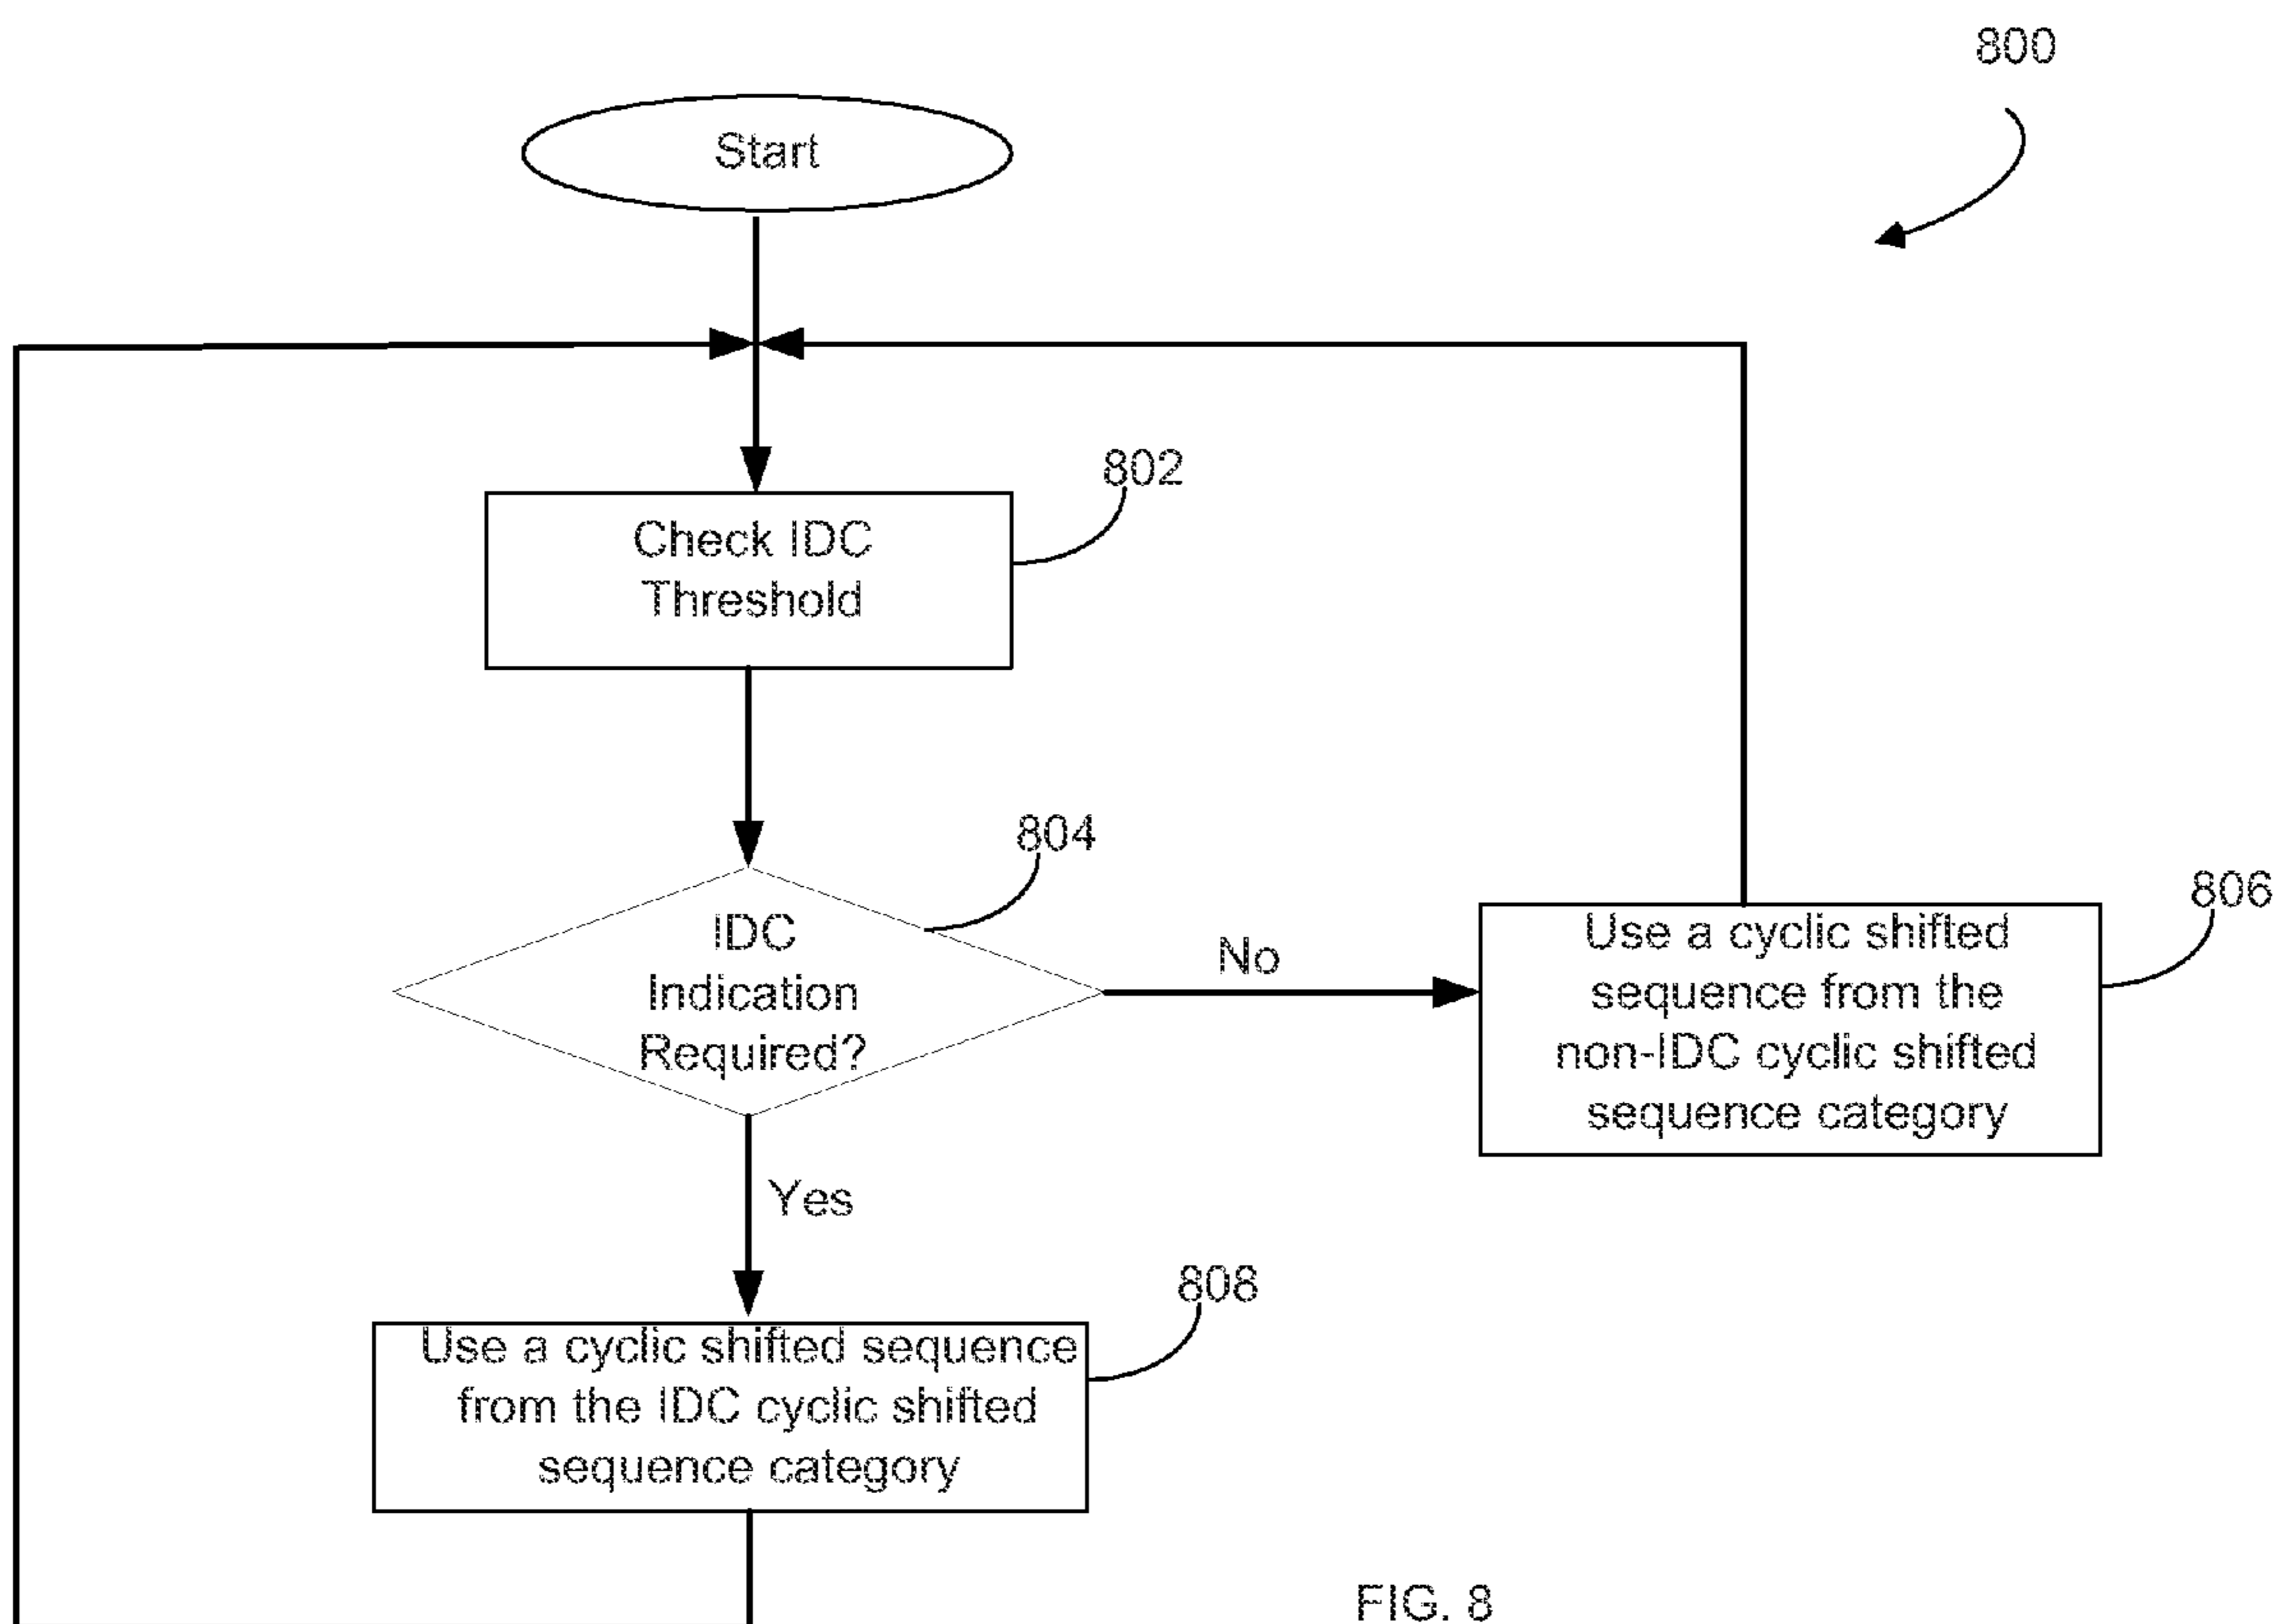 800
Start
802
Check IDC
Threshold
804
IDC
Indication
Required?
No
806
Use a cyclic shifted
sequence from the
non-IDC cyclic shifted
sequence category
Yes
808
Use a cyclic shifted sequence
from the IDC cyclic shifted
sequence category
FIG. 8